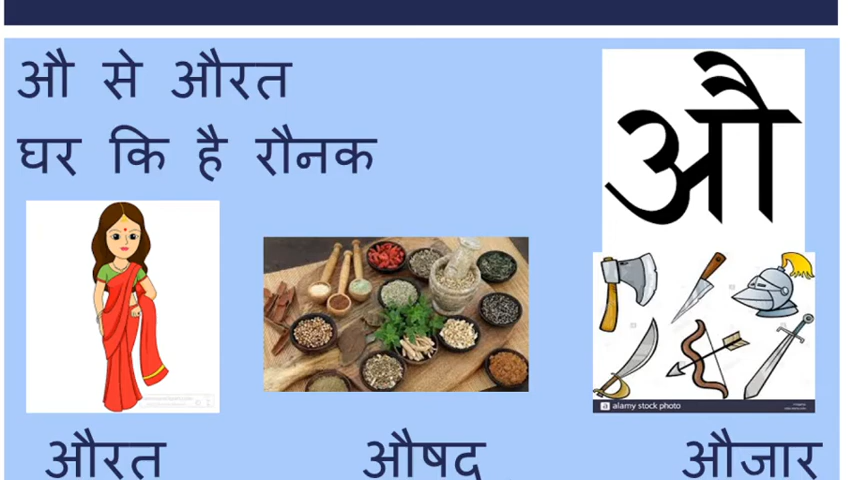 औ से औरत
घर कि है रौनक
औ
alamy stock photo
औरत
औषद
औजार